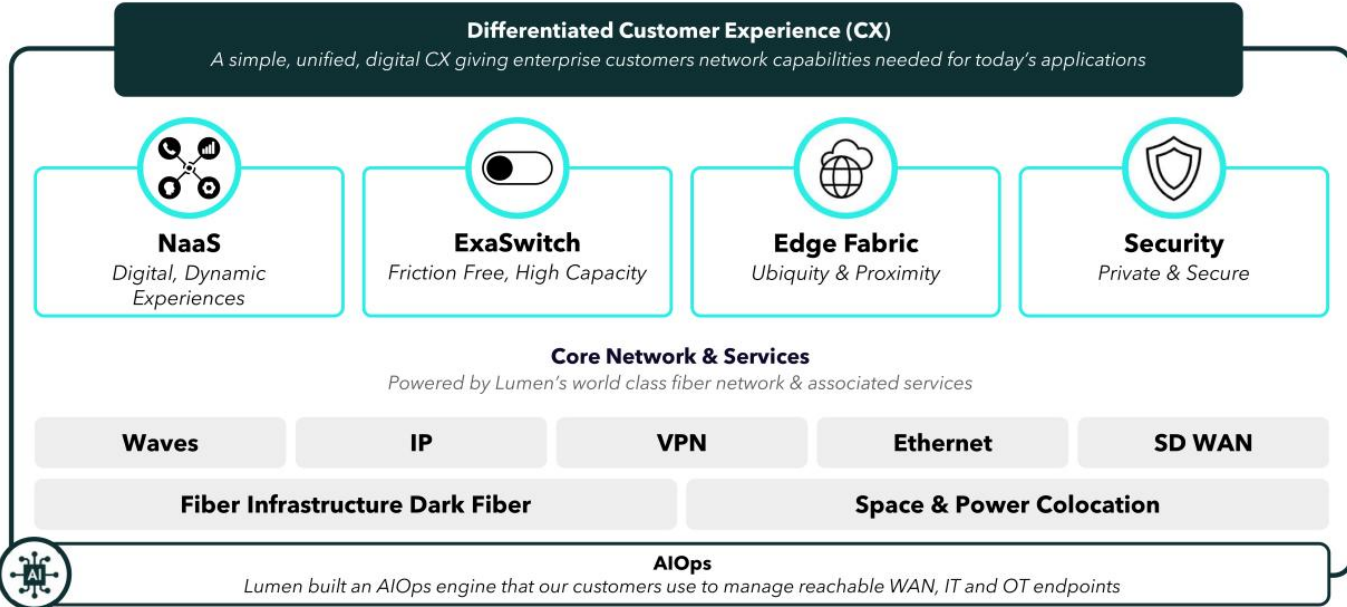 Differentiated Customer Experience (CX)
A simple, unified, digital CX giving enterprise customers network capabilities needed for today's applications
NaaS
Digital, Dynamic
Experiences
ExaSwitch
Friction Free, High Capacity
Edge Fabric
Ubiquity & Proximity
Security
Private & Secure
Core Network & Services
Powered by Lumen's world class fiber network & associated services
Waves
IP
VPN
Ethernet
SD WAN
Fiber Infrastructure Dark Fiber
Space & Power Colocation
AI
AIOps
Lumen built an AIOps engine that our customers use to manage reachable WAN, IT and OT endpoints